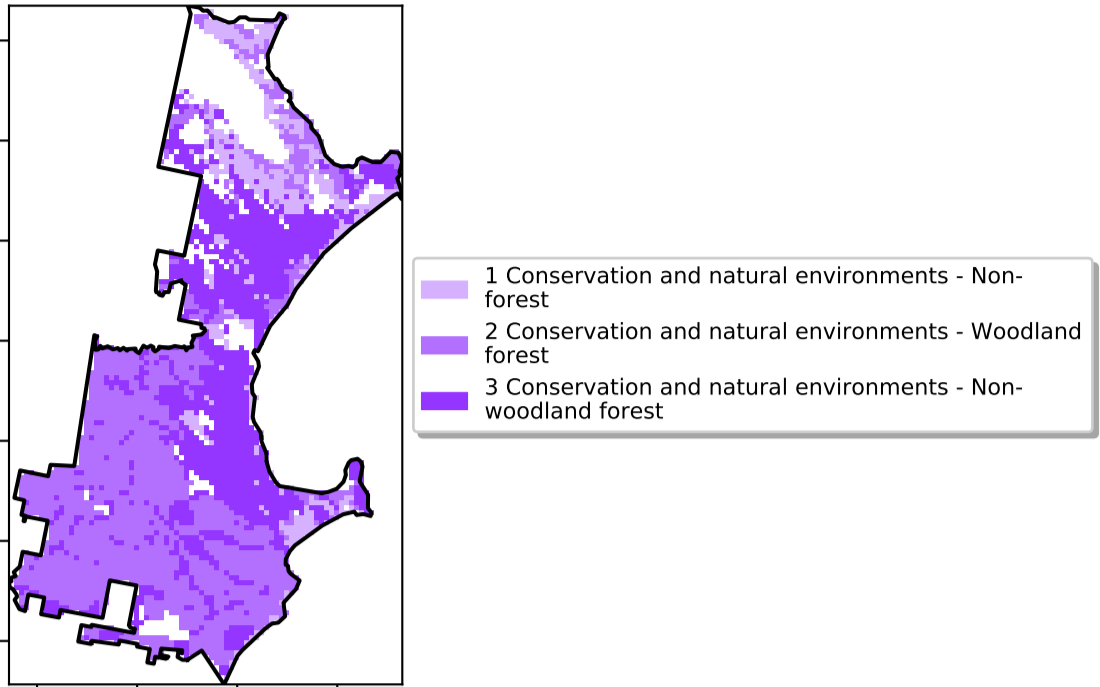 1 Conservation and natural environments - Non-
forest
2 Conservation and natural environments - Woodland
forest
3 Conservation and natural environments - Non-
woodland forest